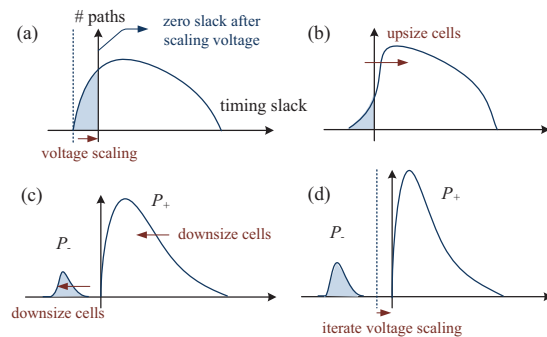 (a)
# paths
zero slack after
scaling voltage
timing slack
voltage scaling
(b)
upsize cells
(c)
P-
P+
downsize cells
downsize cells
(d)
P-
P+
iterate voltage scaling